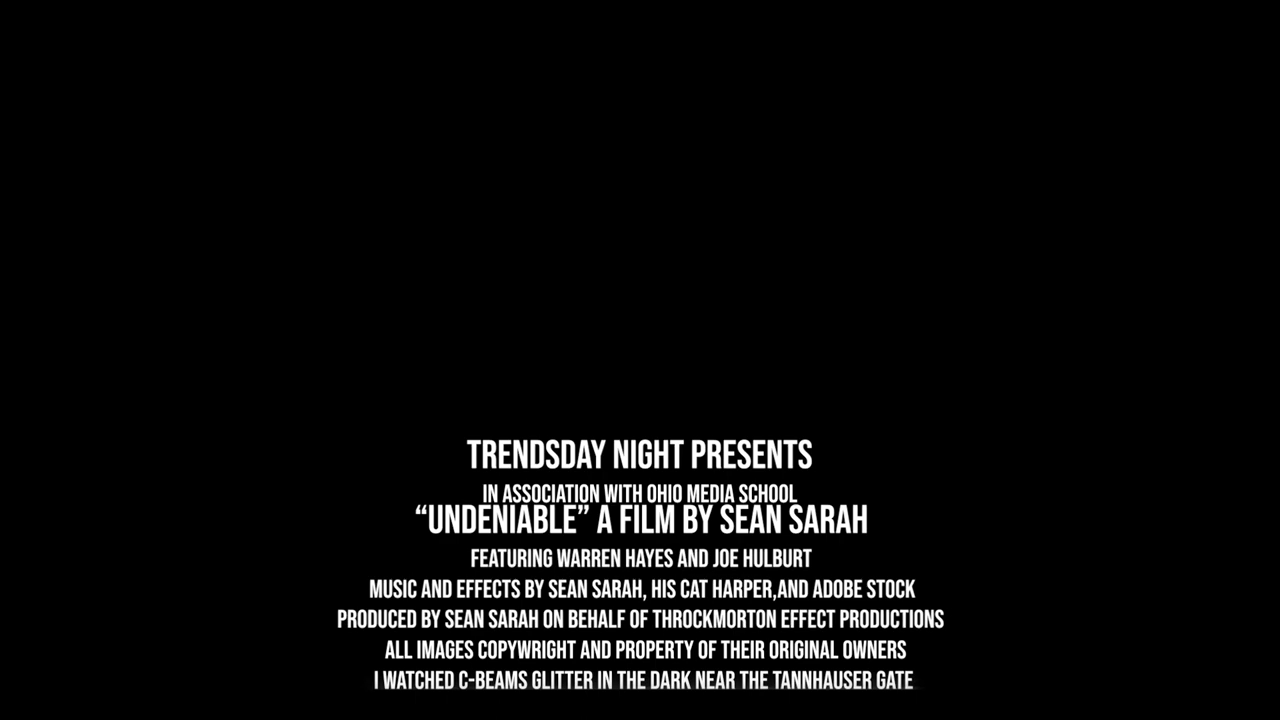 TRENDSDAY NIGHT PRESENTS
IN ASSOCIATION WITH OHIO MEDIA SCHOOL
“UNDENIABLE” A FILM BY SEAN SARAH
FEATURING WARREN HAYES AND JOE HULBURT
MUSIC AND EFFECTS BY SEAN SARAH, HIS CAT HARPER,AND ADOBE STOCK
PRODUCED BY SEAN SARAH ON BEHALF OF THROCKMORTON EFFECT PRODUCTIONS
ALL IMAGES COPYWRIGHT AND PROPERTY OF THEIR ORIGINAL OWNERS
I WATCHED C-BEAMS GLITTER IN THE DARK NEAR THE TANNHAUSER GATE